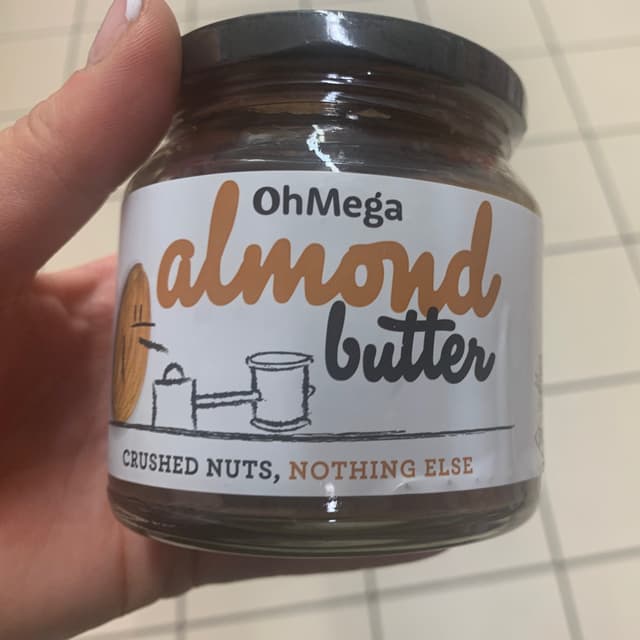 OhMega
almond
butter
CRUSHED NUTS, NOTHING ELSE